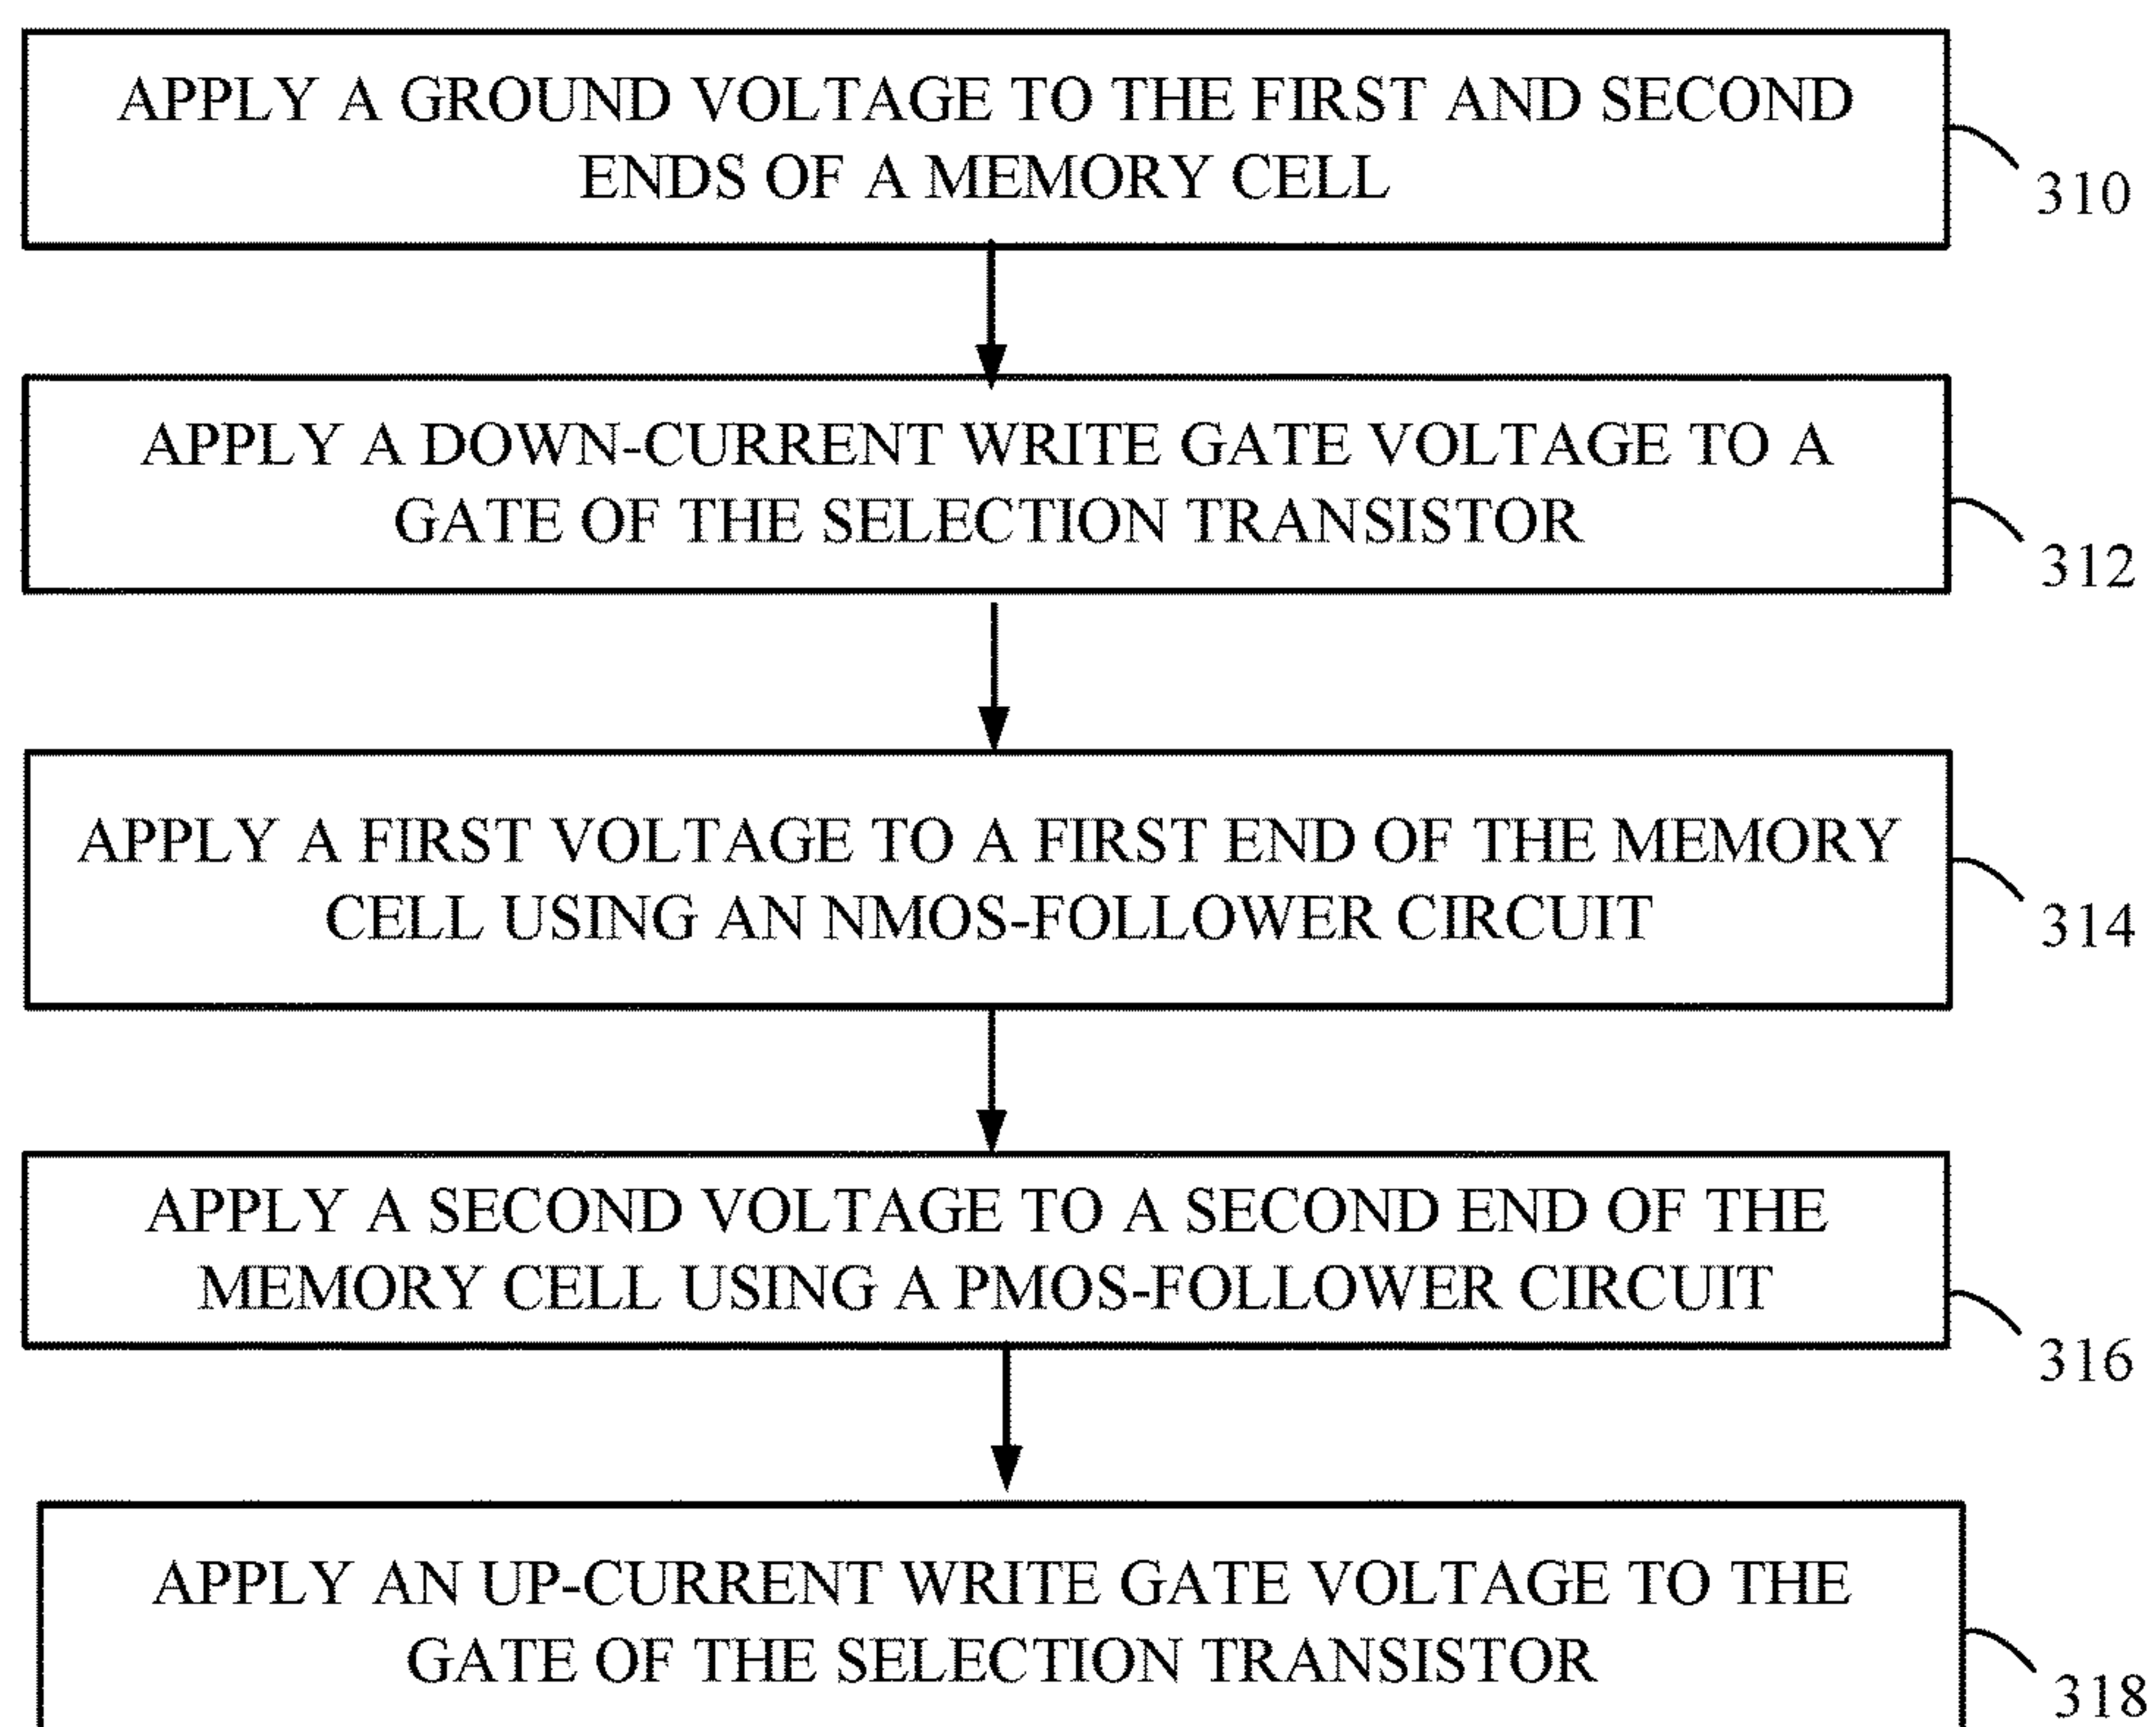 APPLY A GROUND VOLTAGE TO THE FIRST AND SECOND
ENDS OF A MEMORY CELL
310
APPLY A DOWN-CURRENT WRITE GATE VOLTAGE TO A
GATE OF THE SELECTION TRANSISTOR
312
APPLY A FIRST VOLTAGE TO A FIRST END OF THE MEMORY
CELL USING AN NMOS-FOLLOWER CIRCUIT
314
APPLY A SECOND VOLTAGE TO A SECOND END OF THE
MEMORY CELL USING A PMOS-FOLLOWER CIRCUIT
316
APPLY AN UP-CURRENT WRITE GATE VOLTAGE TO THE
GATE OF THE SELECTION TRANSISTOR
318